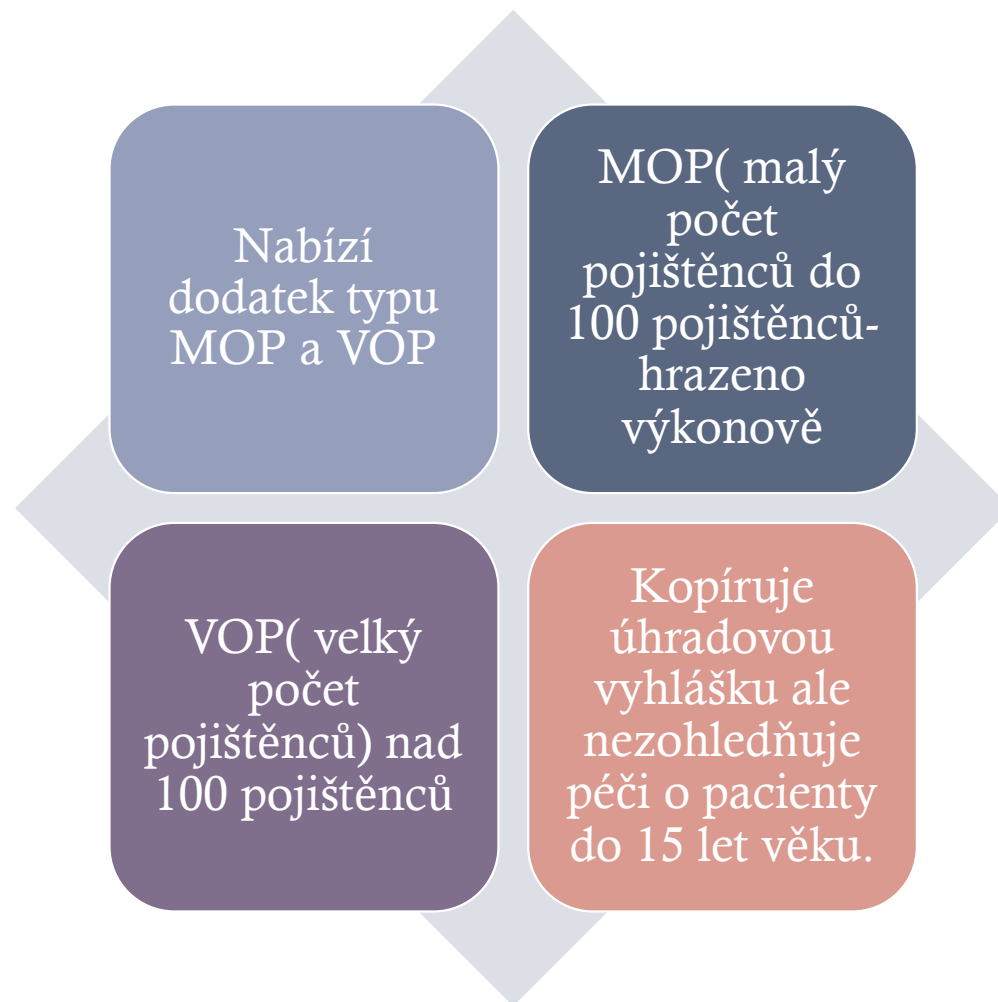 Nabízí
dodatek typu
MOP a VOP
MOP( malý
počet
pojištěnců do
100 pojištěnců-
hrazeno
výkonově
VOP( velký
počet
pojištěnců) nad
100 pojištěnců
Kopíruje
úhradovou
vyhlášku ale
nezohledňuje
péči o pacienty
do 15 let věku.